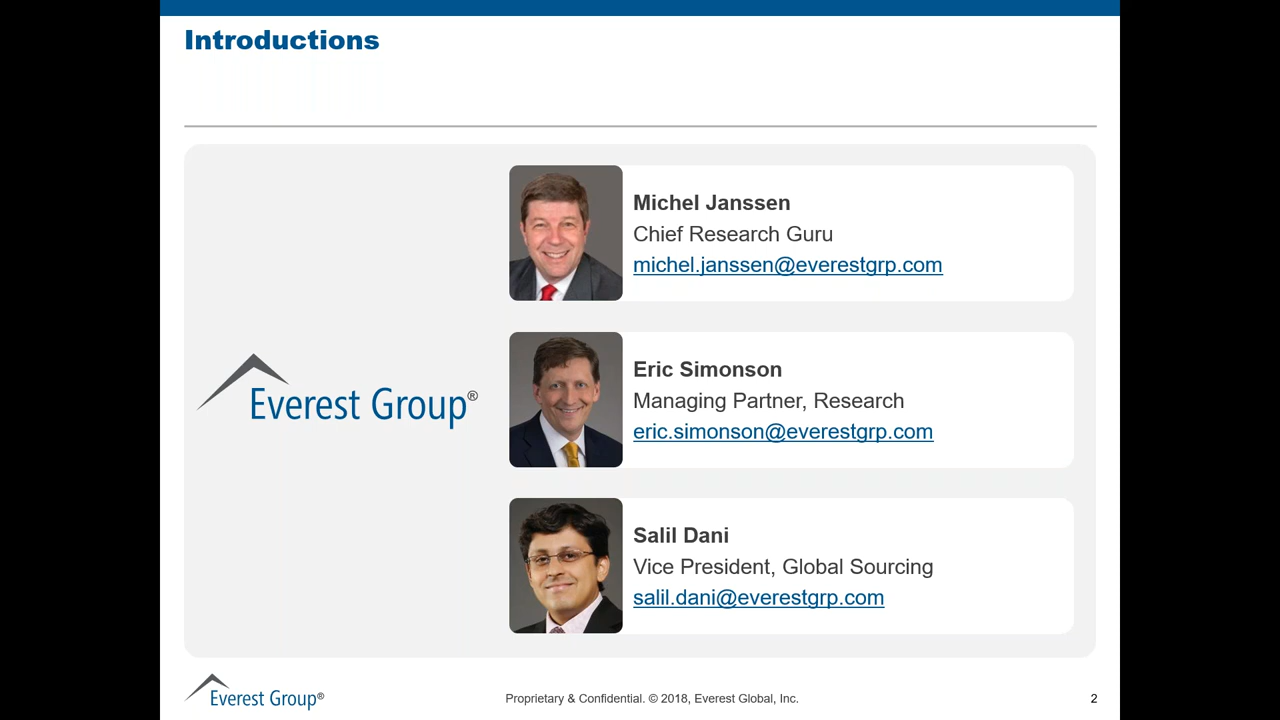 Introductions
Michel Janssen
Chief Research Guru
michel.janssen@everestgrp.com
Everest Group®
Eric Simonson
Managing Partner, Research
eric.simonson@everestgrp.com
Salil Dani
Vice President, Global Sourcing
salil.dani@everestgrp.com
Everest Group®
Proprietary & Confidential. © 2018, Everest Global, Inc.
2